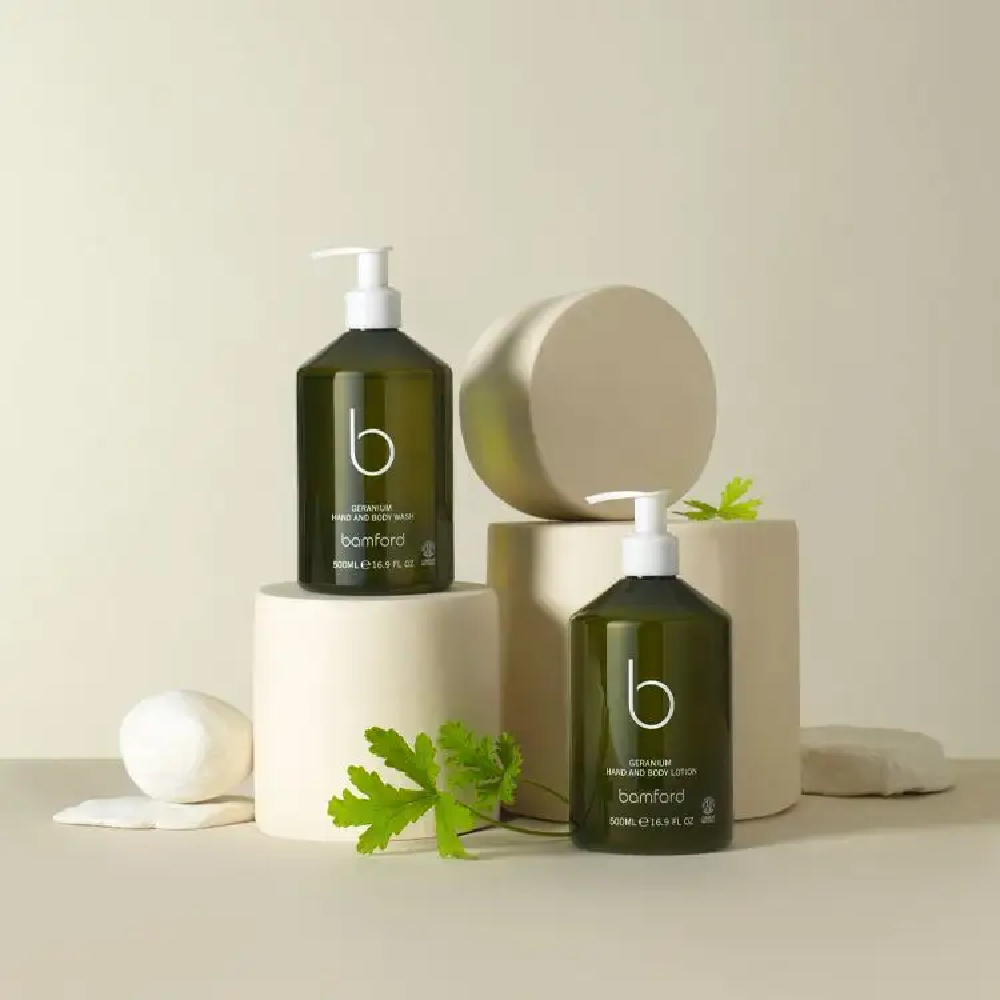 b
GERANIUM
HAND AND BODY WASH
bamford
500ML ℮ 16.9 FL OZ
b
GERANIUM
HAND AND BODY LOTION
bamford
500ML ℮ 16.9 FL OZ